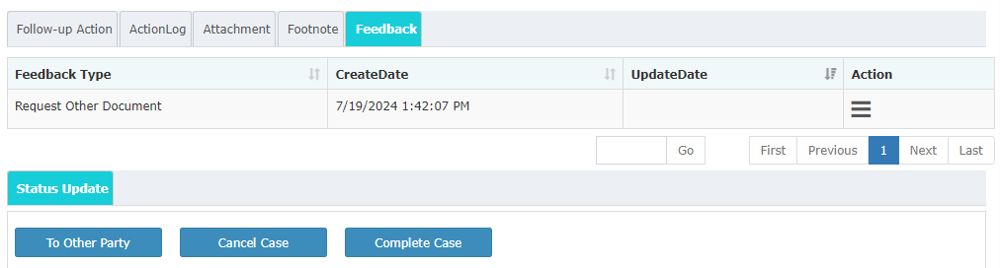 Follow-up Action ActionLog Attachment Footnote Feedback
Feedback Type CreateDate UpdateDate Action
Request Other Document 7/19/2024 1:42:07 PM
Go First Previous 1 Next Last
Status Update
To Other Party Cancel Case Complete Case